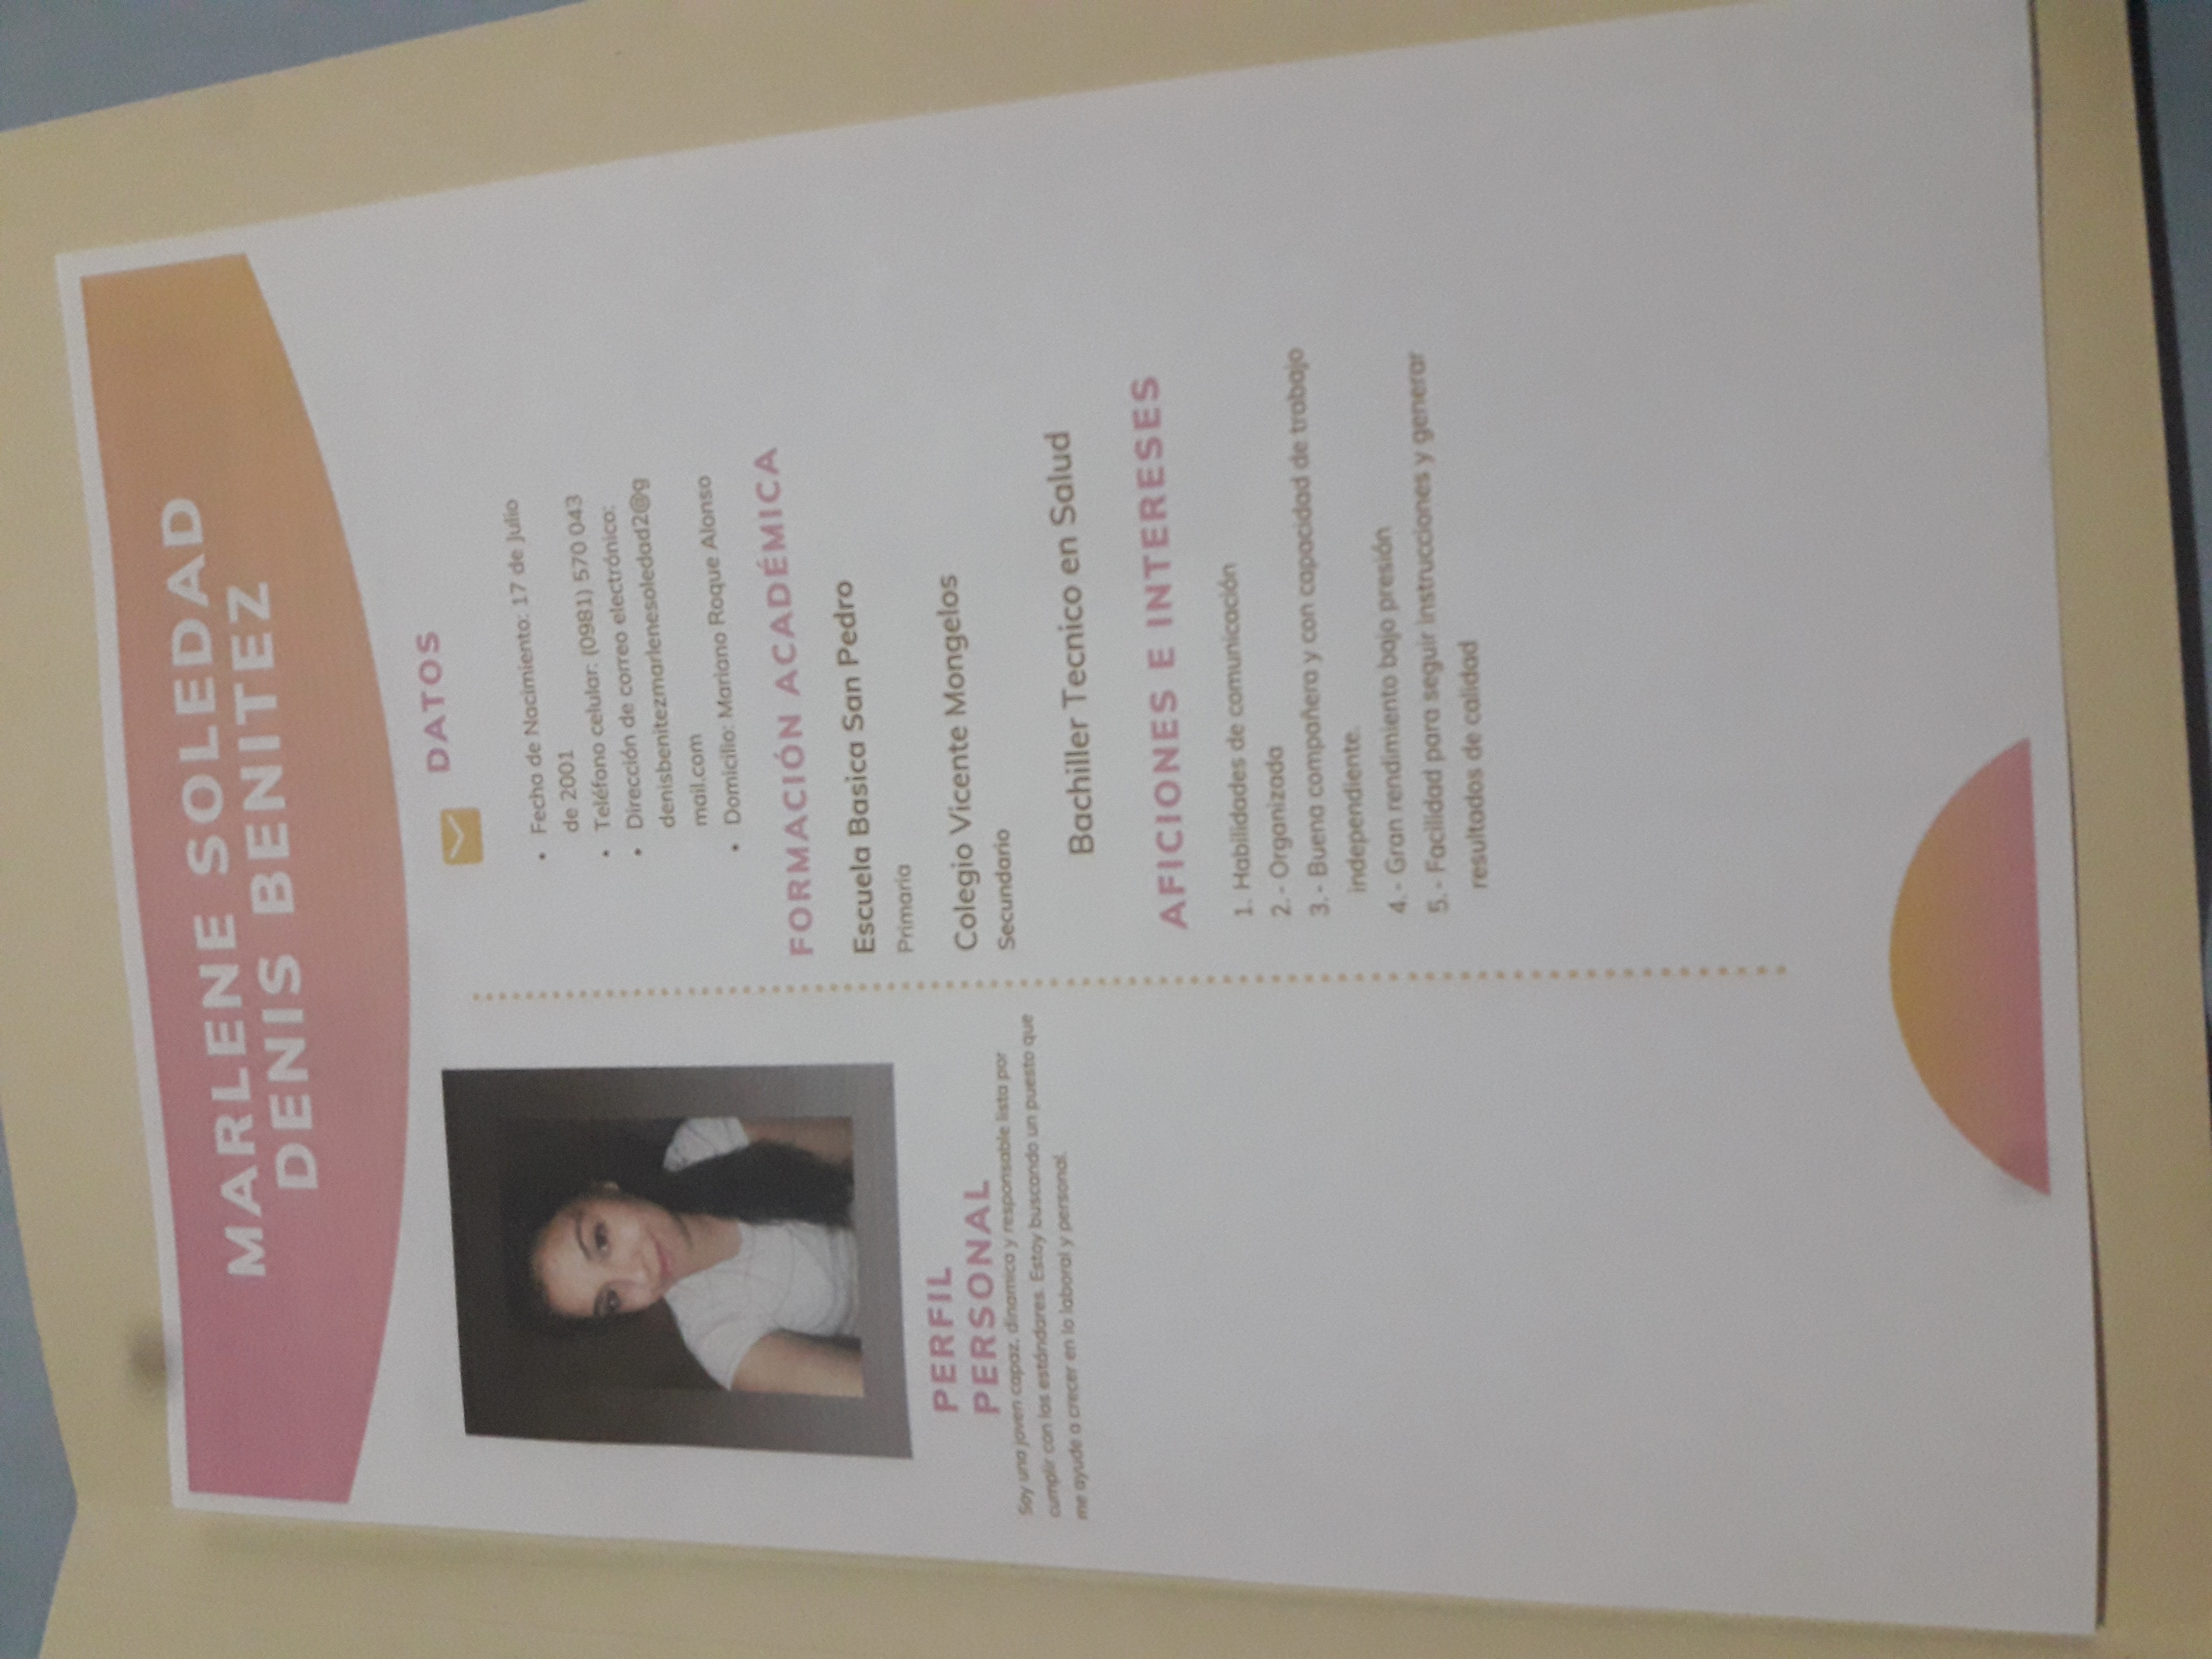 MARLENE SOLEDAD
DENIS BENITEZ
PERFIL
PERSONAL
Soy una joven capaz, dinamica y responsable lista por
cumplir con los estándares. Estoy buscando un puesto que
me ayude a crecer en lo laboral y personal.
DATOS
• Fecha de Nacimiento: 17 de Julio
de 2001
• Teléfono celular: (0981) 570 043
• Dirección de correo electrónico:
denisbenitezmarlenesoledad2@g
mail.com
• Domicilio: Mariano Roque Alonso
FORMACIÓN ACADÉMICA
Escuela Basica San Pedro
Primaria
Colegio Vicente Mongelos
Secundario
Bachiller Tecnico en Salud
AFICIONES E INTERESES
1. Habilidades de comunicación
2.- Organizada
3.- Buena compañera y con capacidad de trabajo
independiente.
4.- Gran rendimiento bajo presión
5.- Facilidad para seguir instrucciones y generar
resultados de calidad